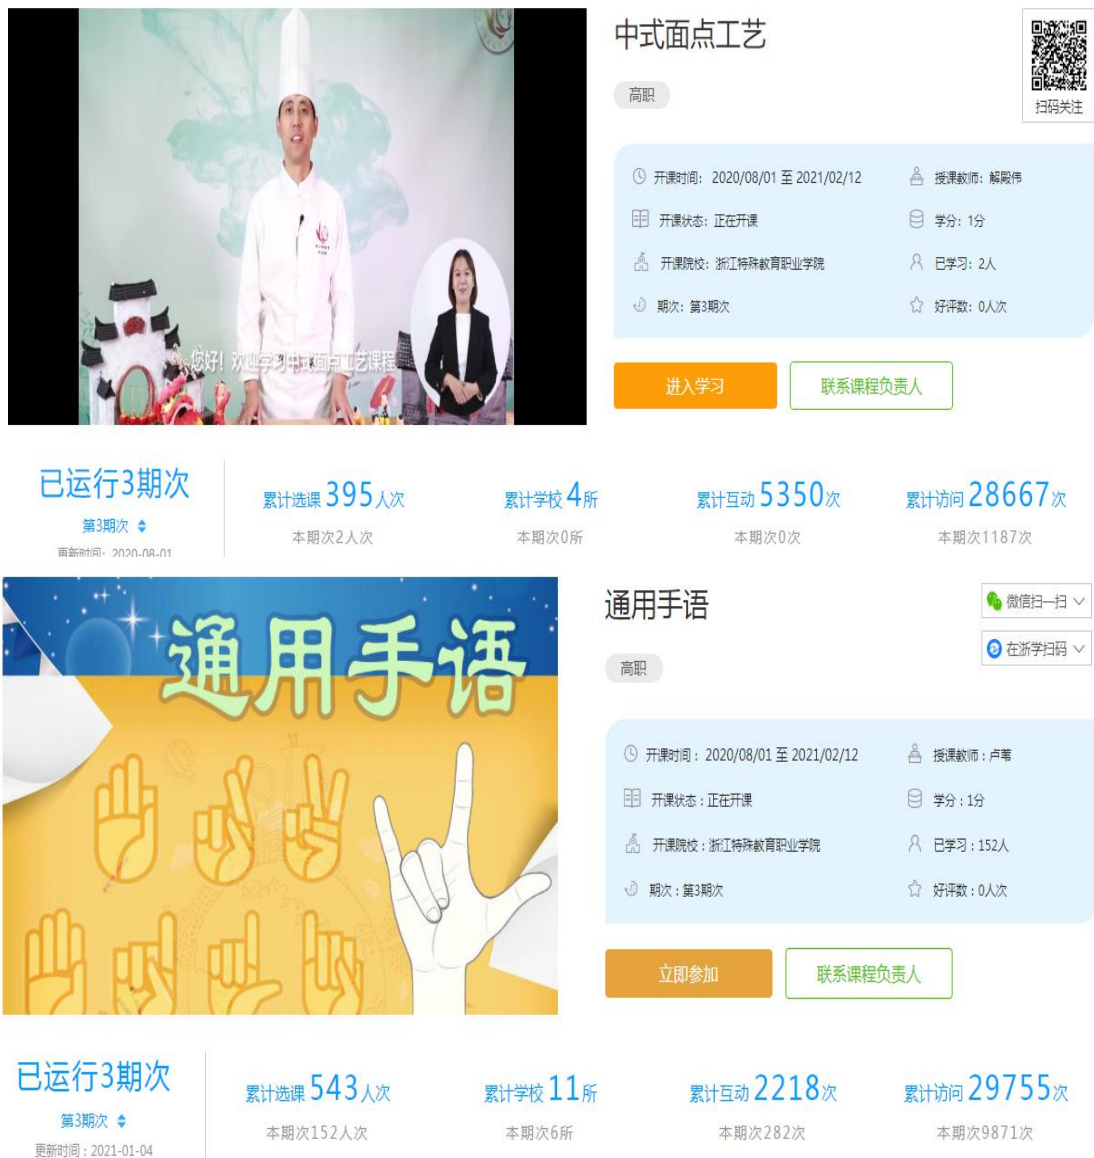 中式面点工艺
扫码关注
高职
开课时间: 2020/08/01 至 2021/02/12
授课教师: 解殿伟
开课状态: 正在开课
学分: 1分
开课院校: 浙江特殊教育职业学院
已学习: 2人
期次: 第3期次
好评数: 0人次
您好! 欢迎学习中式面点工艺课程
进入学习
联系课程负责人
已运行3期次
第3期次
更新时间: 2020-08-01
累计选课 395人次
本期次2人次
累计学校 4所
本期次0所
累计互动 5350次
本期次0次
累计访问 28667次
本期次1187次
通用手语
通用手语
微信扫一扫
在浙学扫码
高职
开课时间 : 2020/08/01 至 2021/02/12
授课教师 : 卢苇
开课状态 : 正在开课
学分 : 1分
开课院校 : 浙江特殊教育职业学院
已学习 : 152人
期次 : 第3期次
好评数 : 0人次
立即参加
联系课程负责人
已运行3期次
第3期次
更新时间 : 2021-01-04
累计选课 543人次
本期次152人次
累计学校 11所
本期次6所
累计互动 2218次
本期次282次
累计访问 29755次
本期次9871次